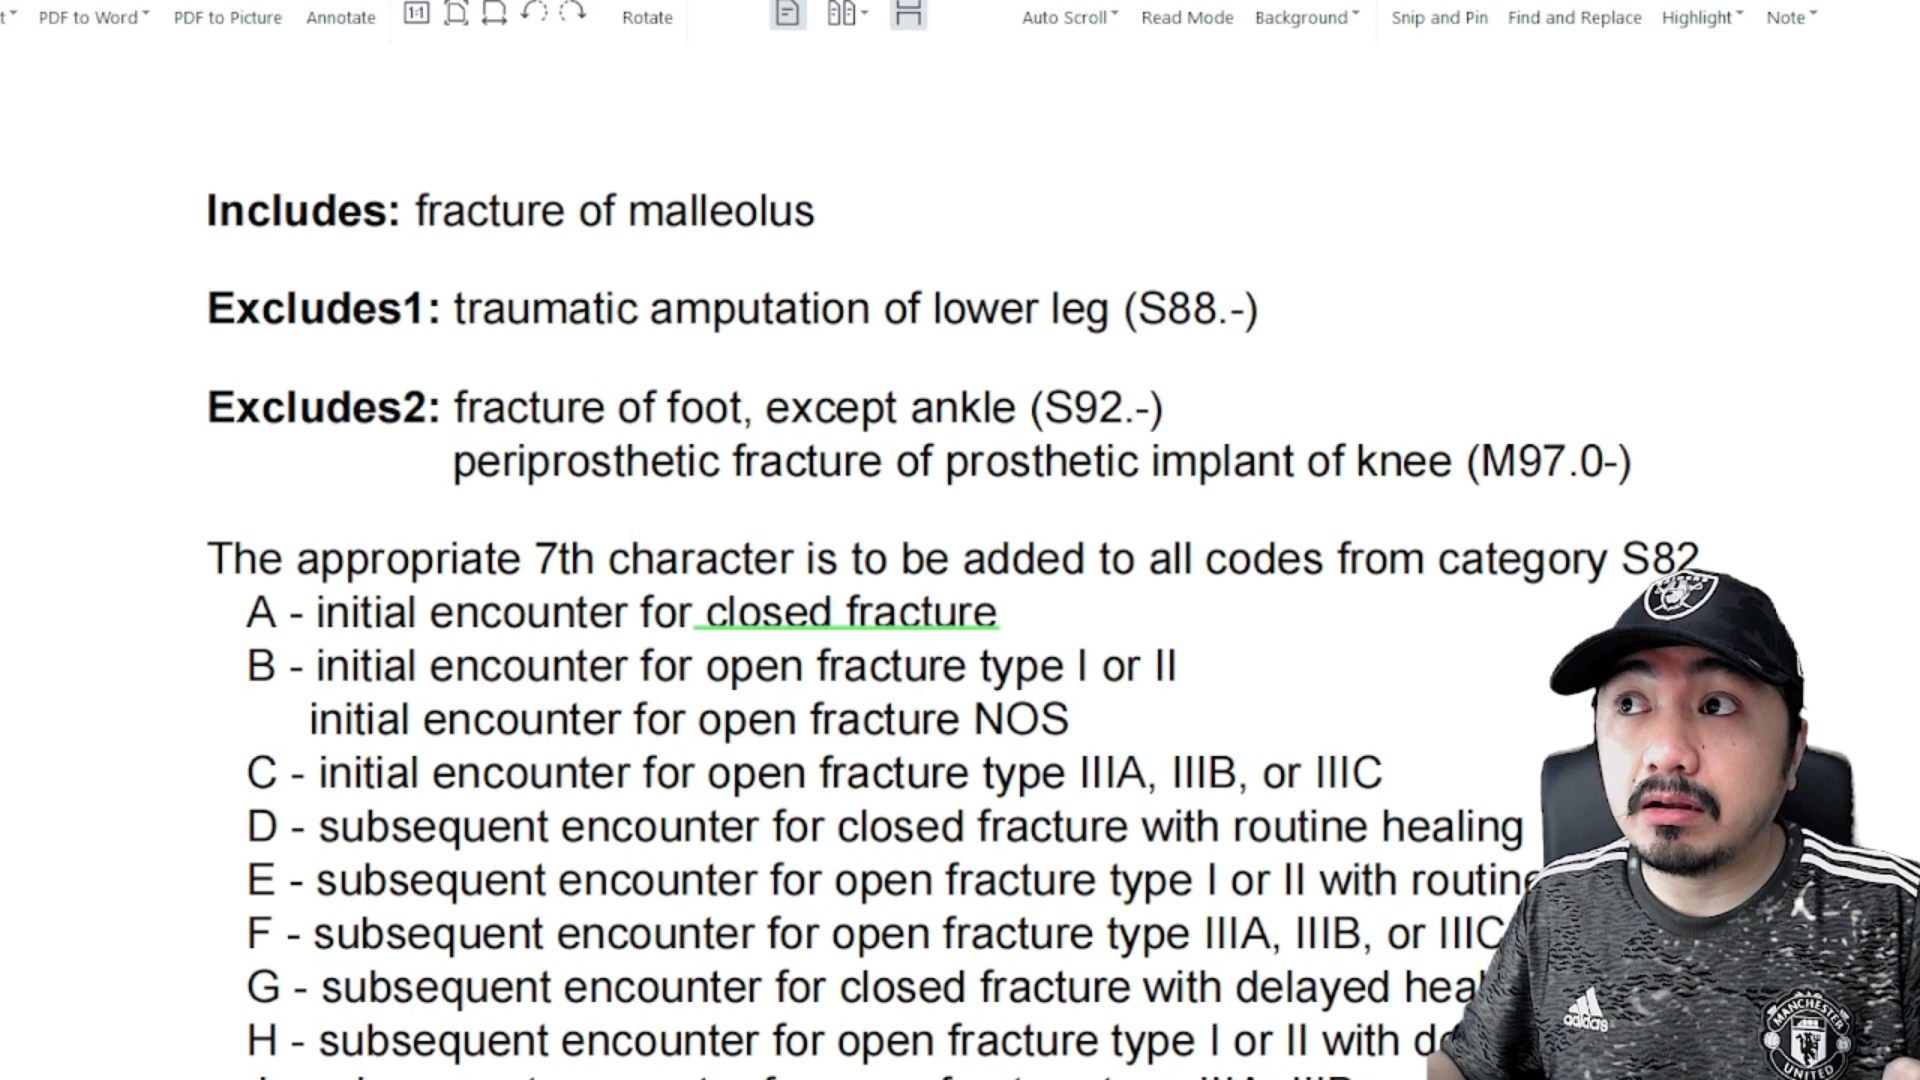 PDF to Word PDF to Picture Annotate 1:1 Rotate Auto Scroll Read Mode Background Snip and Pin Find and Replace Highlight Note
Includes: fracture of malleolus
Excludes1: traumatic amputation of lower leg (S88.-)
Excludes2: fracture of foot, except ankle (S92.-)
periprosthetic fracture of prosthetic implant of knee (M97.0-)
The appropriate 7th character is to be added to all codes from category S82
A - initial encounter for closed fracture
B - initial encounter for open fracture type I or II
initial encounter for open fracture NOS
C - initial encounter for open fracture type IIIA, IIIB, or IIIC
D - subsequent encounter for closed fracture with routine healing
E - subsequent encounter for open fracture type I or II with routine
F - subsequent encounter for open fracture type IIIA, IIIB, or IIIC
G - subsequent encounter for closed fracture with delayed
H - subsequent encounter for open fracture type I or II with
RAIDERS
adidas
MANCHESTER
UNITED